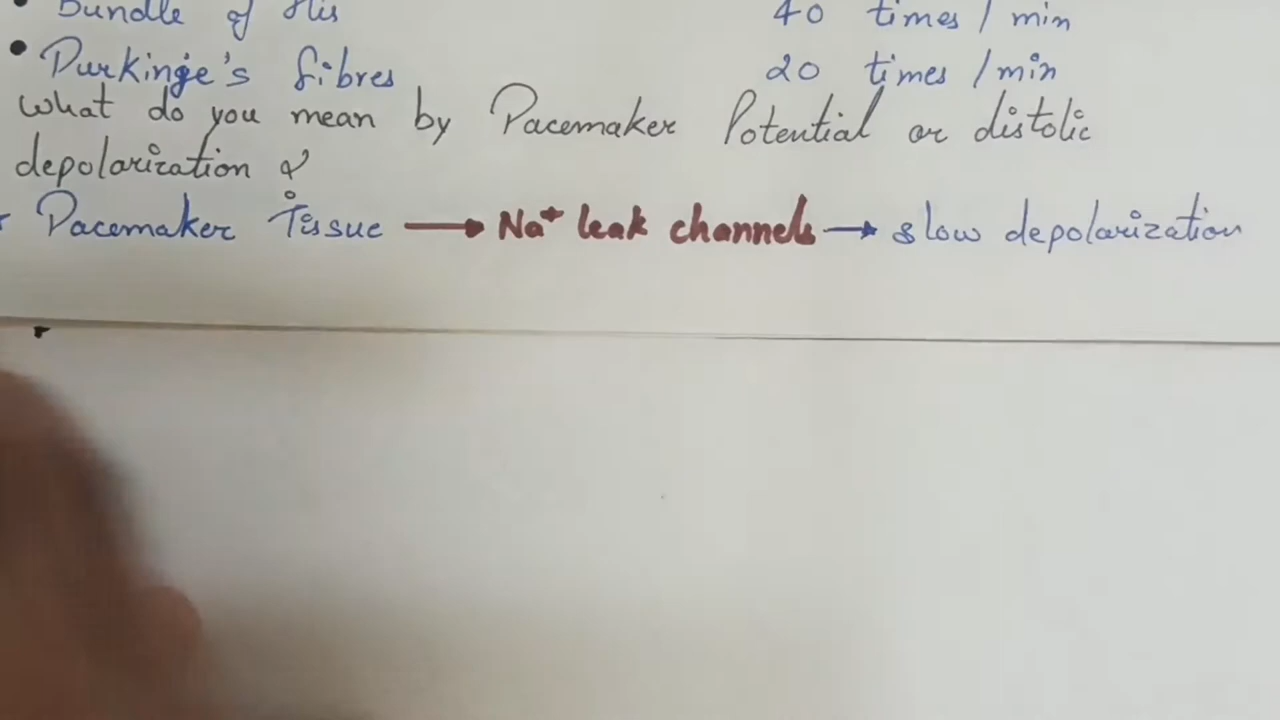 • Bundle of His 40 times / min
• Purkinje's fibres 20 times / min
what do you mean by Pacemaker Potential or distolic
depolarization ?
Pacemaker Tissue → Na+ leak channels → slow depolarization